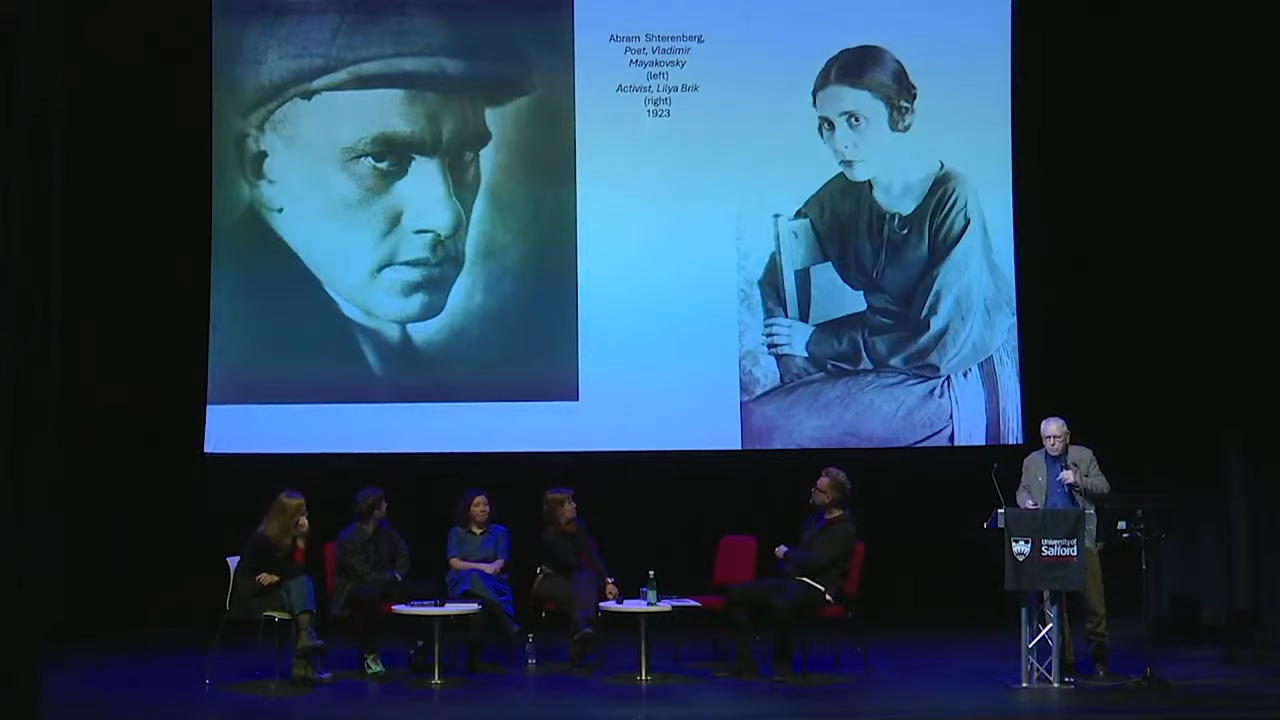 Abram Shterenberg,
Poet, Vladimir
Mayakovsky
(left)
Activist, Lilya Brik
(right)
1923
University of
Salford